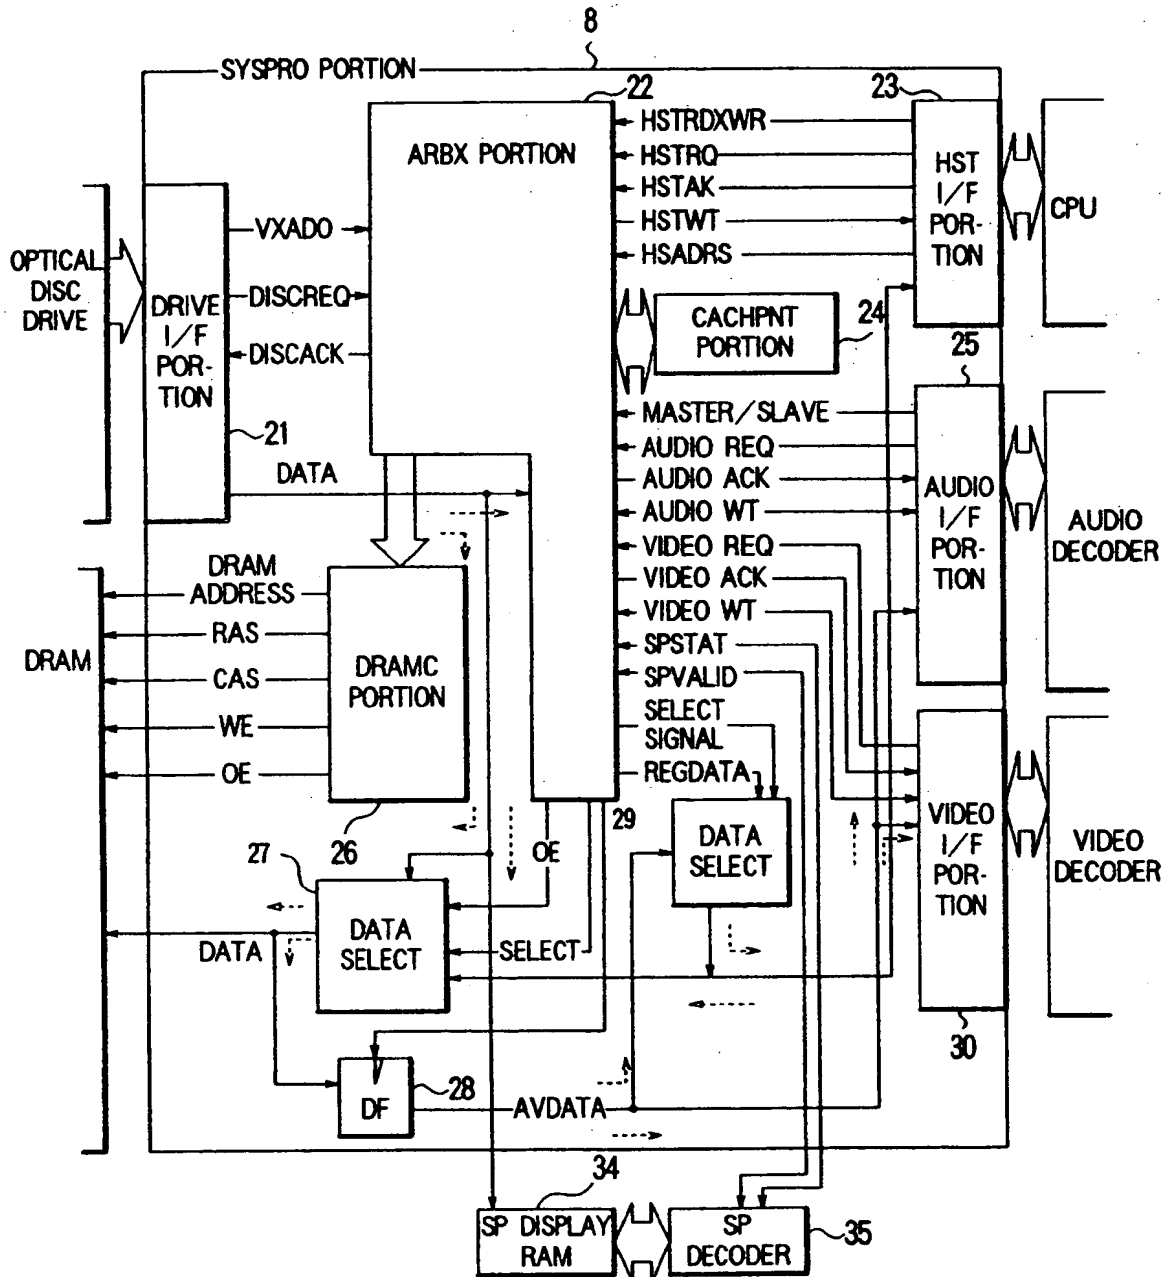 8
SYSPRO PORTION
22
23
ARBX PORTION
HSTRDXWR
HSTRQ
HSTAK
HSTWT
HSADRS
HST
I/F
POR-
TION
CPU
OPTICAL
DISC
DRIVE
DRIVE
I/F
POR-
TION
VXADO
DISCREQ
DISCACK
21
DATA
CACHPNT
PORTION
24
25
MASTER/SLAVE
AUDIO REQ
AUDIO ACK
AUDIO WT
VIDEO REQ
VIDEO ACK
VIDEO WT
SPSTAT
SPVALID
SELECT
SIGNAL
REGDATA
AUDIO
I/F
POR-
TION
AUDIO
DECODER
DRAM
DRAM
ADDRESS
RAS
CAS
WE
OE
DRAMC
PORTION
26
27
29
OE
DATA
SELECT
VIDEO
I/F
POR-
TION
VIDEO
DECODER
30
DATA
DATA
SELECT
SELECT
DF
28
AVDATA
34
SP DISPLAY
RAM
SP
DECODER
35